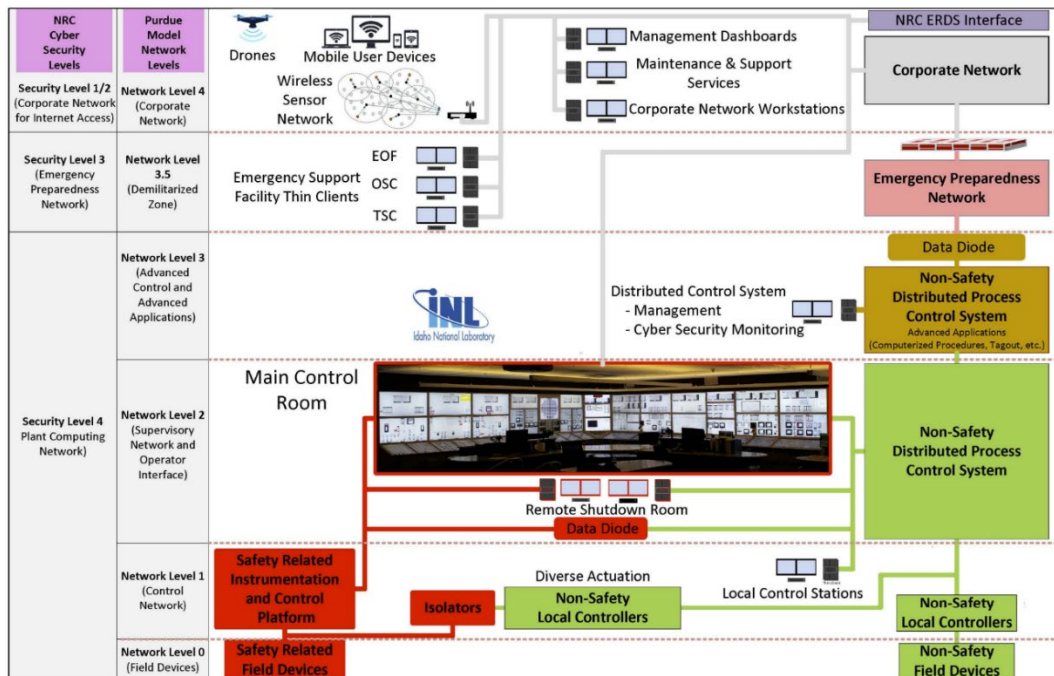 NRC
Cyber
Security
Levels
Purdue
Model
Network
Levels
Security Level 1/2
(Corporate Network
for Internet Access)
Network Level 4
(Corporate
Network)
Drones
Mobile User Devices
Wireless
Sensor
Network
Management Dashboards
Maintenance & Support
Services
Corporate Network Workstations
NRC ERDS Interface
Corporate Network
Security Level 3
(Emergency
Preparedness
Network)
Network Level
3.5
(Demilitarized
Zone)
EOF
Emergency Support
Facility Thin Clients
OSC
TSC
Emergency Preparedness
Network
Security Level 4
Plant Computing
Network)
Network Level 3
(Advanced
Control and
Advanced
Applications)
INL
Idaho National Laboratory
Distributed Control System
- Management
- Cyber Security Monitoring
Data Diode
Non-Safety
Distributed Process
Control System
Advanced Applications
(Computerized Procedures, Tagout, etc.)
Network Level 2
(Supervisory
Network and
Operator
Interface)
Main Control
Room
Remote Shutdown Room
Data Diode
Non-Safety
Distributed Process
Control System
Network Level 1
(Control
Network)
Safety Related
Instrumentation
and Control
Platform
Isolators
Diverse Actuation
Non-Safety
Local Controllers
Local Control Stations
Non-Safety
Local Controllers
Network Level 0
(Field Devices)
Safety Related
Field Devices
Non-Safety
Field Devices